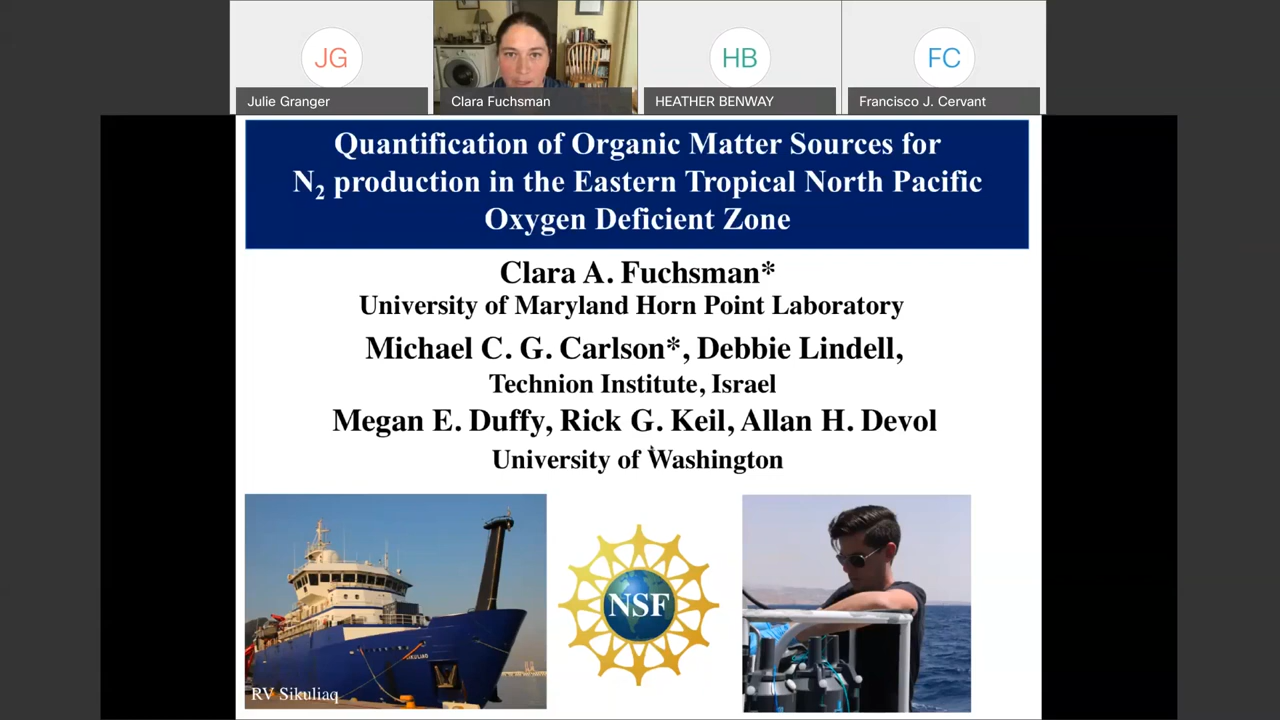 JG
HB
FC
Julie Granger
Clara Fuchsman
HEATHER BENWAY
Francisco J. Cervant
Quantification of Organic Matter Sources for
N₂ production in the Eastern Tropical North Pacific
Oxygen Deficient Zone
Clara A. Fuchsman*
University of Maryland Horn Point Laboratory
Michael C. G. Carlson*, Debbie Lindell,
Technion Institute, Israel
Megan E. Duffy, Rick G. Keil, Allan H. Devol
University of Washington
SIKULIAQ
NSF
RV Sikuliaq